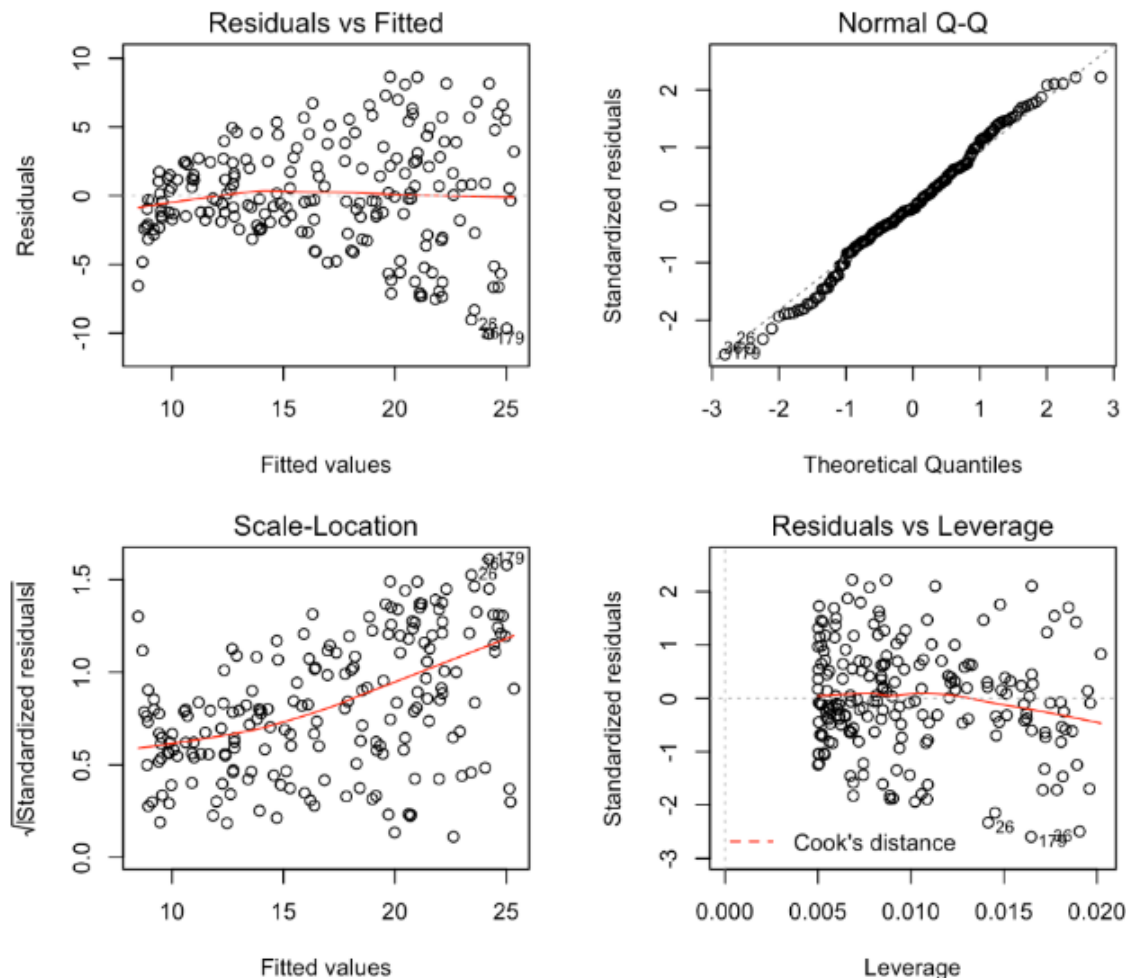 Residuals vs Fitted
Residuals
10
5
0
-5
-10
26
179
10 15 20 25
Fitted values
Normal Q-Q
Standardized residuals
2
1
0
-1
-2
26
179
-3 -2 -1 0 1 2 3
Theoretical Quantiles
Scale-Location
√|Standardized residuals|
1.5
1.0
0.5
0.0
179
26
10 15 20 25
Fitted values
Residuals vs Leverage
Standardized residuals
2
1
0
-1
-2
-3
26
179
36
Cook's distance
0.000 0.005 0.010 0.015 0.020
Leverage